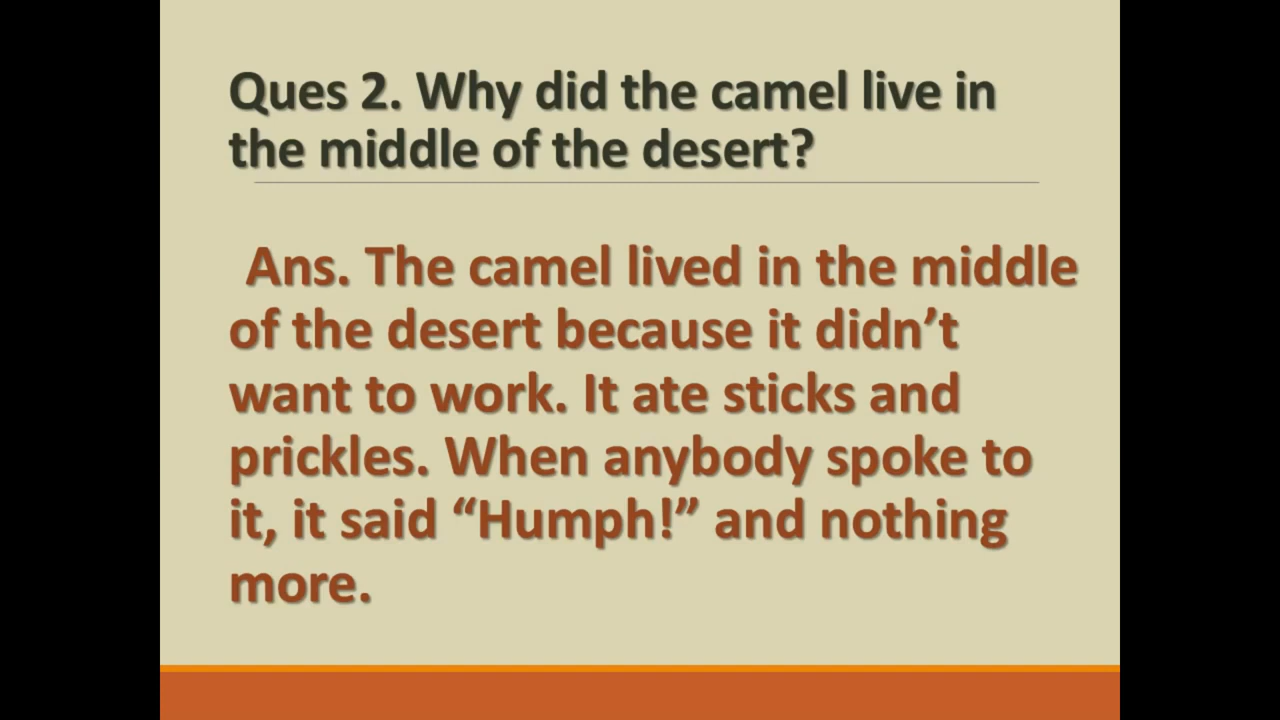 Ques 2. Why did the camel live in
the middle of the desert?
Ans. The camel lived in the middle
of the desert because it didn’t
want to work. It ate sticks and
prickles. When anybody spoke to
it, it said “Humph!” and nothing
more.